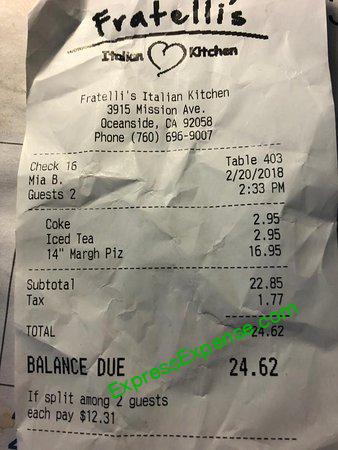 Fratelli's
Italian Kitchen
Fratelli's Italian Kitchen
3915 Mission Ave.
Oceanside, CA 92058
Phone (760) 696-9007
Check 16 Table 403
Mia B. 2/20/2018
Guests 2 2:33 PM
Coke 2.95
Iced Tea 2.95
14" Margh Piz 16.95
Subtotal 22.85
Tax 1.77
TOTAL 24.62
BALANCE DUE 24.62
If split among 2 guests
each pay $12.31
ExpressExpense.com